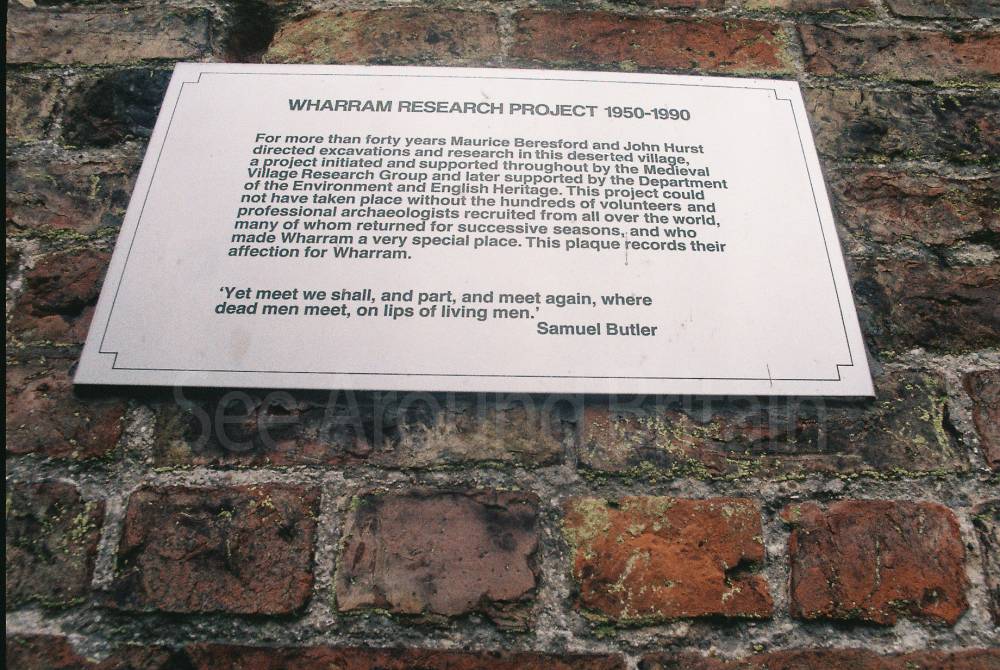 WHARRAM RESEARCH PROJECT 1950-1990
For more than forty years Maurice Beresford and John Hurst
directed excavations and research in this deserted village,
a project initiated and supported throughout by the Medieval
Village Research Group and later supported by the Department
of the Environment and English Heritage. This project could
not have taken place without the hundreds of volunteers and
professional archaeologists recruited from all over the world,
many of whom returned for successive seasons, and who
made Wharram a very special place. This plaque records their
affection for Wharram.
‘Yet meet we shall, and part, and meet again, where
dead men meet, on lips of living men.’
Samuel Butler
See Around Britain